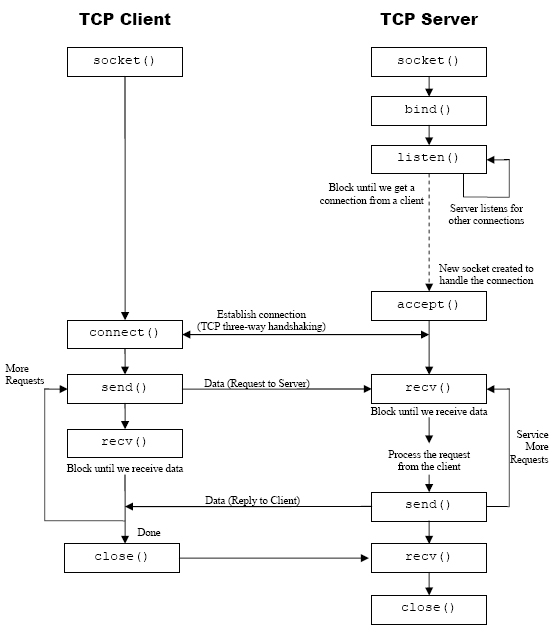 TCP Client
TCP Server
socket()
socket()
bind()
listen()
Block until we get a
connection from a client
Server listens for
other connections
New socket created to
handle the connection
accept()
Establish connection
(TCP three-way handshaking)
connect()
More
Requests
send()
Data (Request to Server)
recv()
Block until we receive data
recv()
Block until we receive data
Process the request
from the client
Service
More
Requests
Data (Reply to Client)
send()
Done
close()
recv()
close()